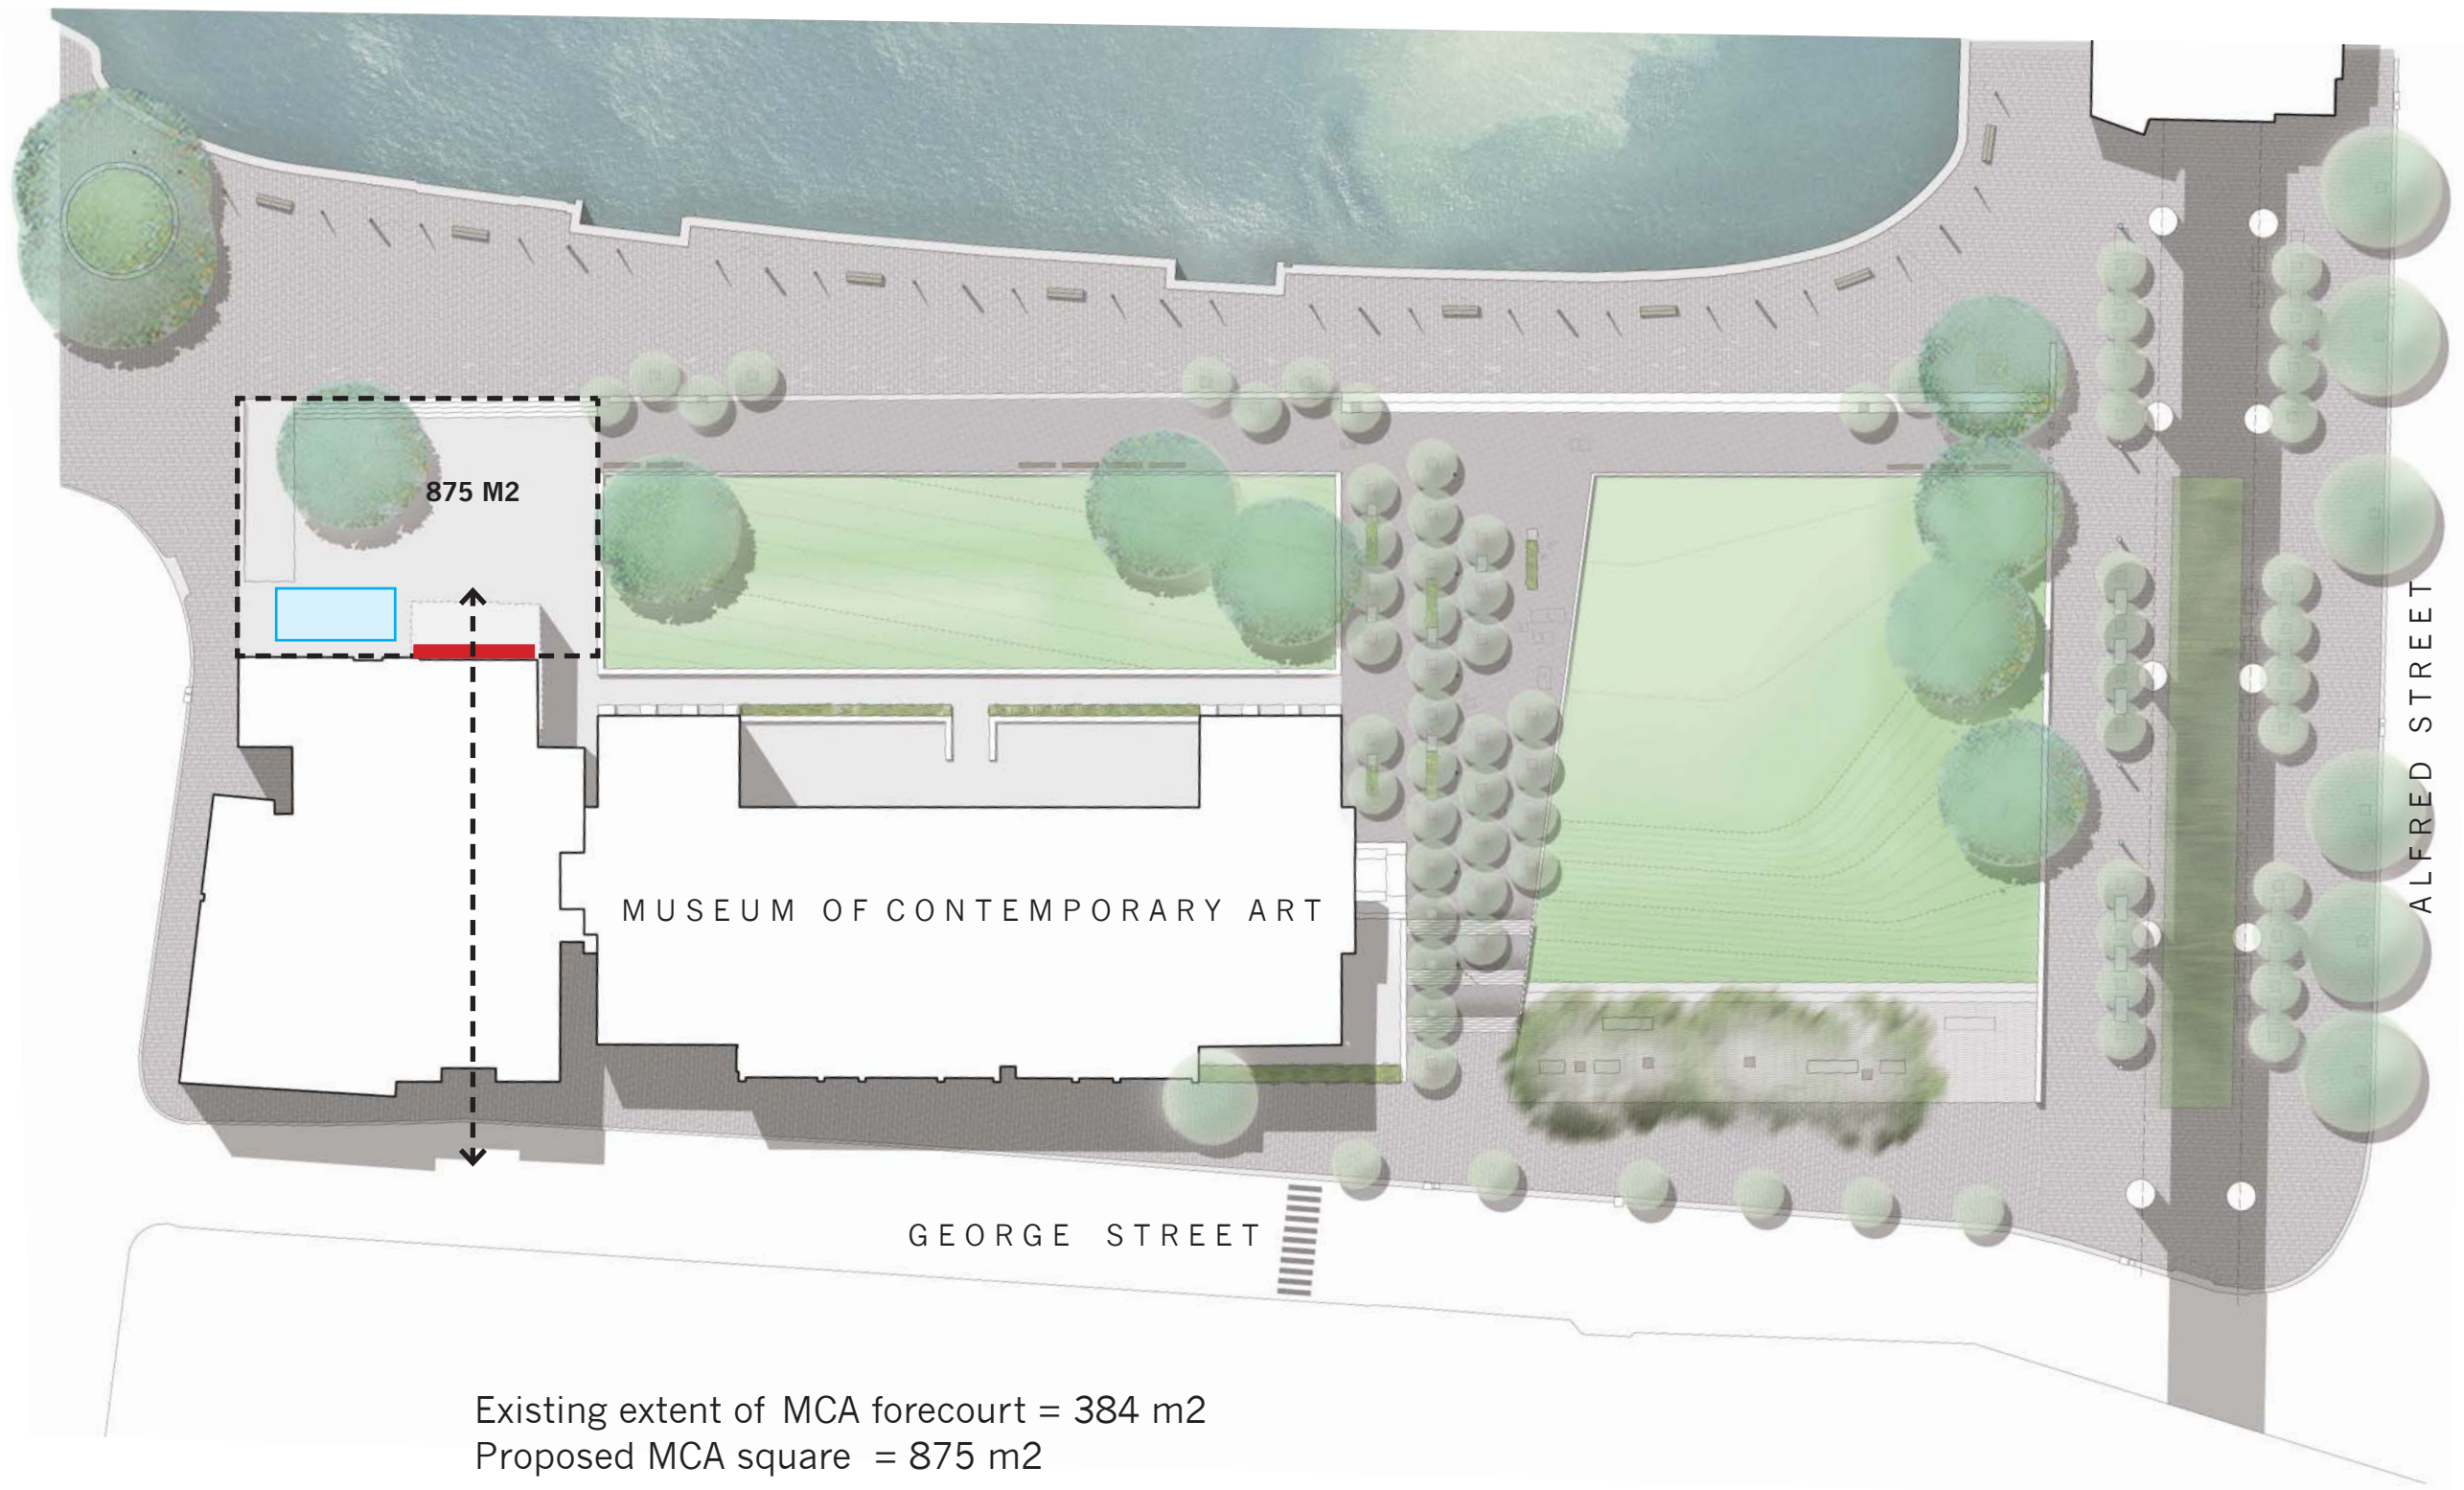 875 M2
ALFRED STREET
MUSEUM OF CONTEMPORARY ART
GEORGE STREET
Existing extent of MCA forecourt = 384 m2
Proposed MCA square = 875 m2